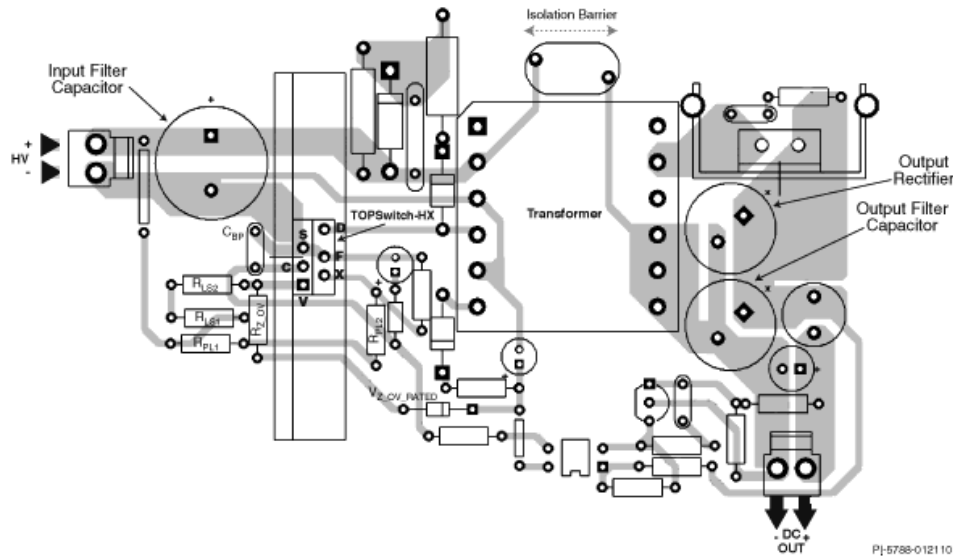 Isolation Barrier
Input Filter
Capacitor
+
+
HV
-
Output
Rectifier
x
TOPSwitch-HX
Transformer
Output Filter
Capacitor
D
S
C_BP
F
C
X
+
x
R_LS2
V
R_Z_OV
R_LS1
R_PL2
R_PL1
+
+
V_Z_OV_RATED
- DC +
OUT
PI-5788-012110